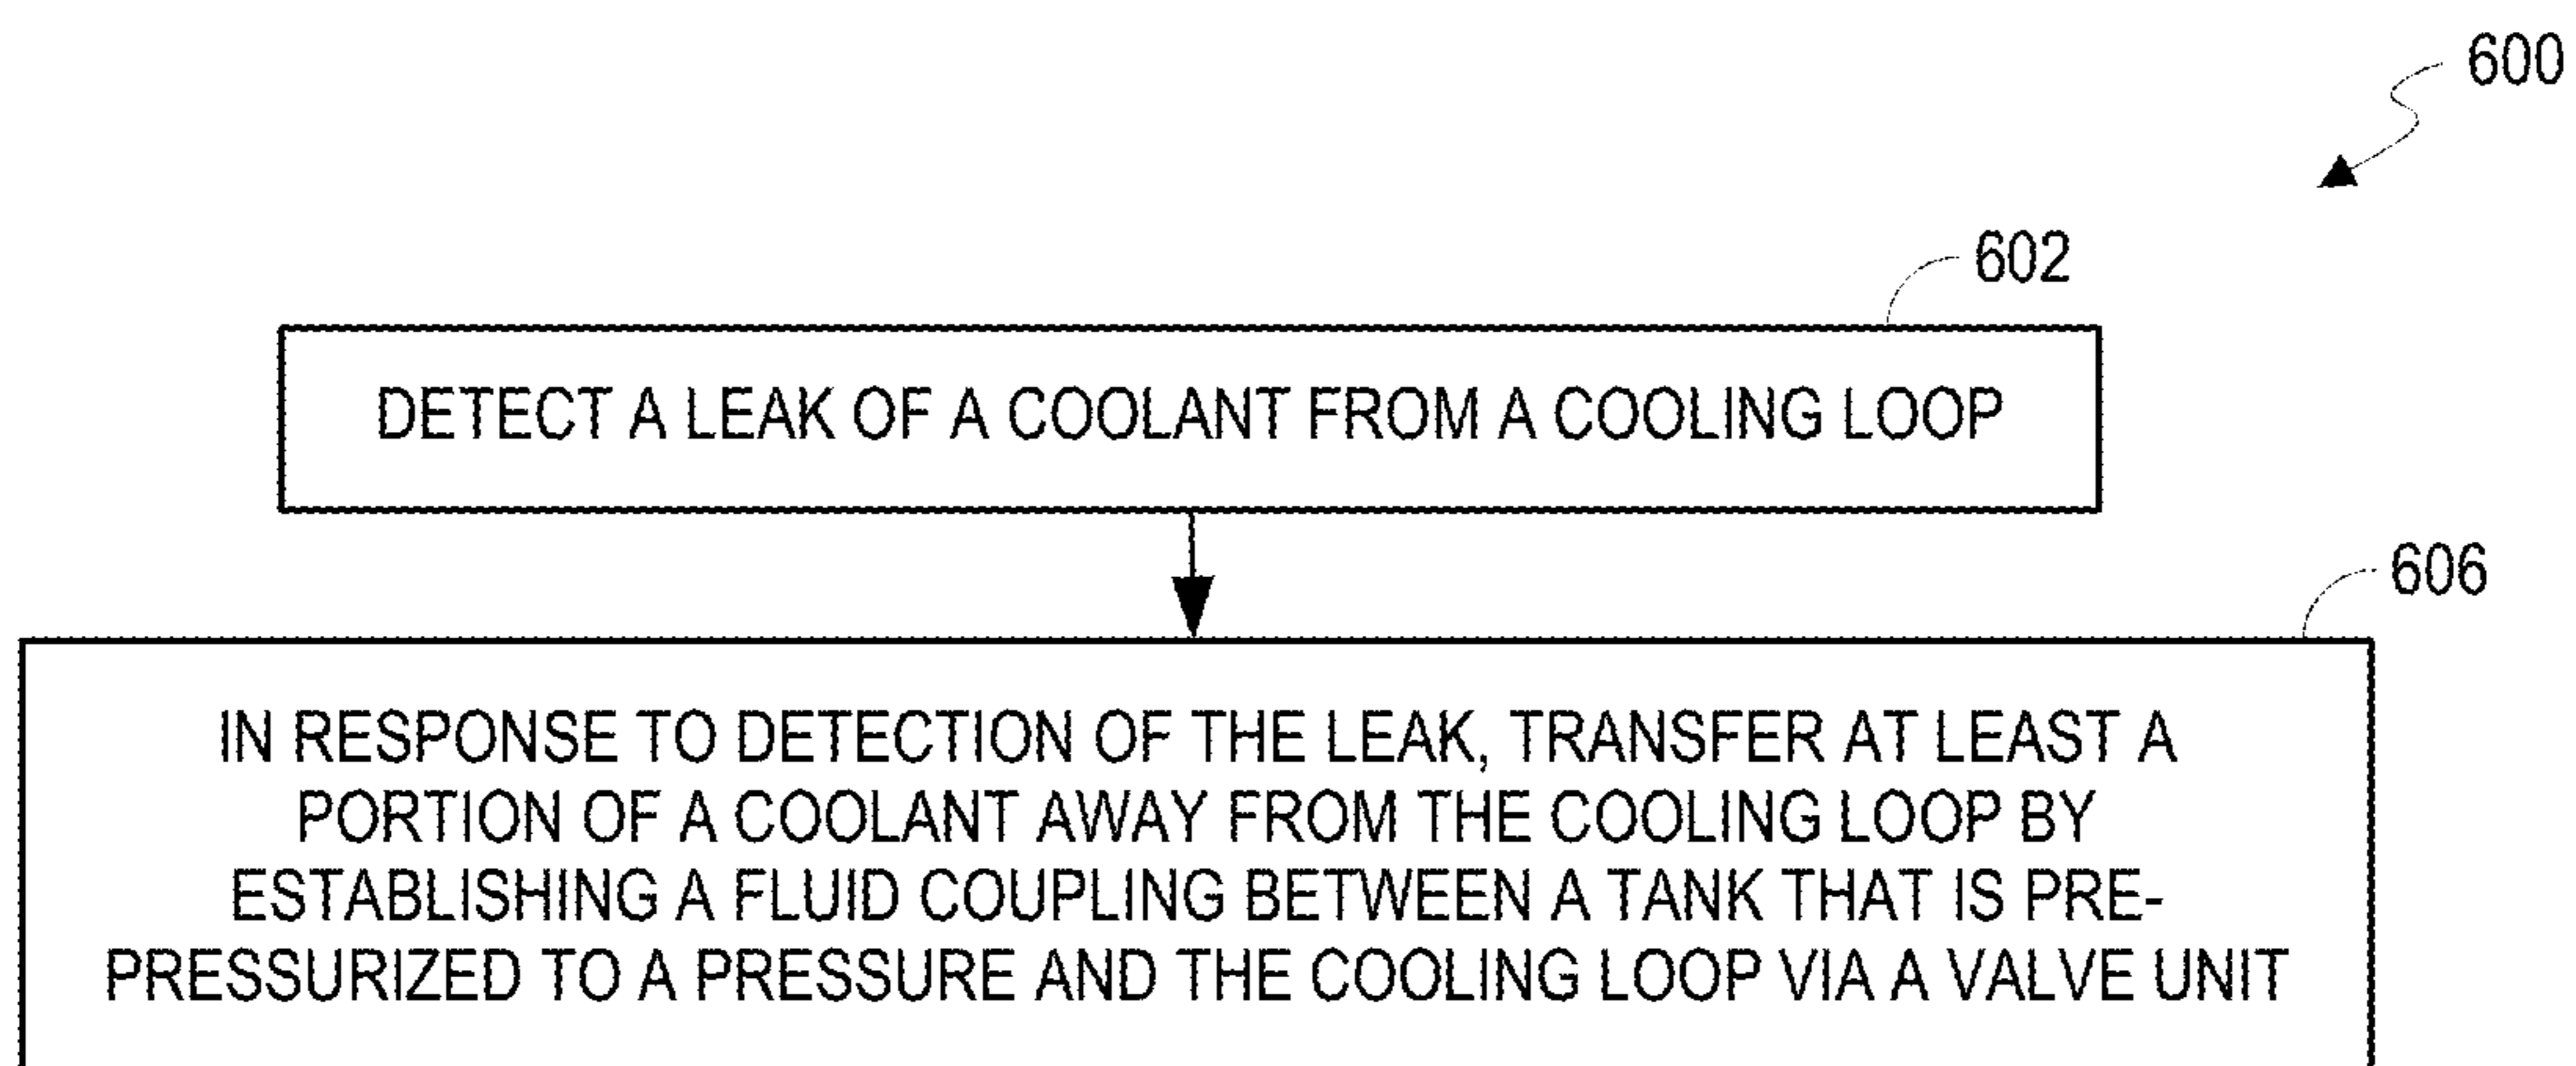 600
602
DETECT A LEAK OF A COOLANT FROM A COOLING LOOP
606
IN RESPONSE TO DETECTION OF THE LEAK, TRANSFER AT LEAST A
PORTION OF A COOLANT AWAY FROM THE COOLING LOOP BY
ESTABLISHING A FLUID COUPLING BETWEEN A TANK THAT IS PRE-
PRESSURIZED TO A PRESSURE AND THE COOLING LOOP VIA A VALVE UNIT